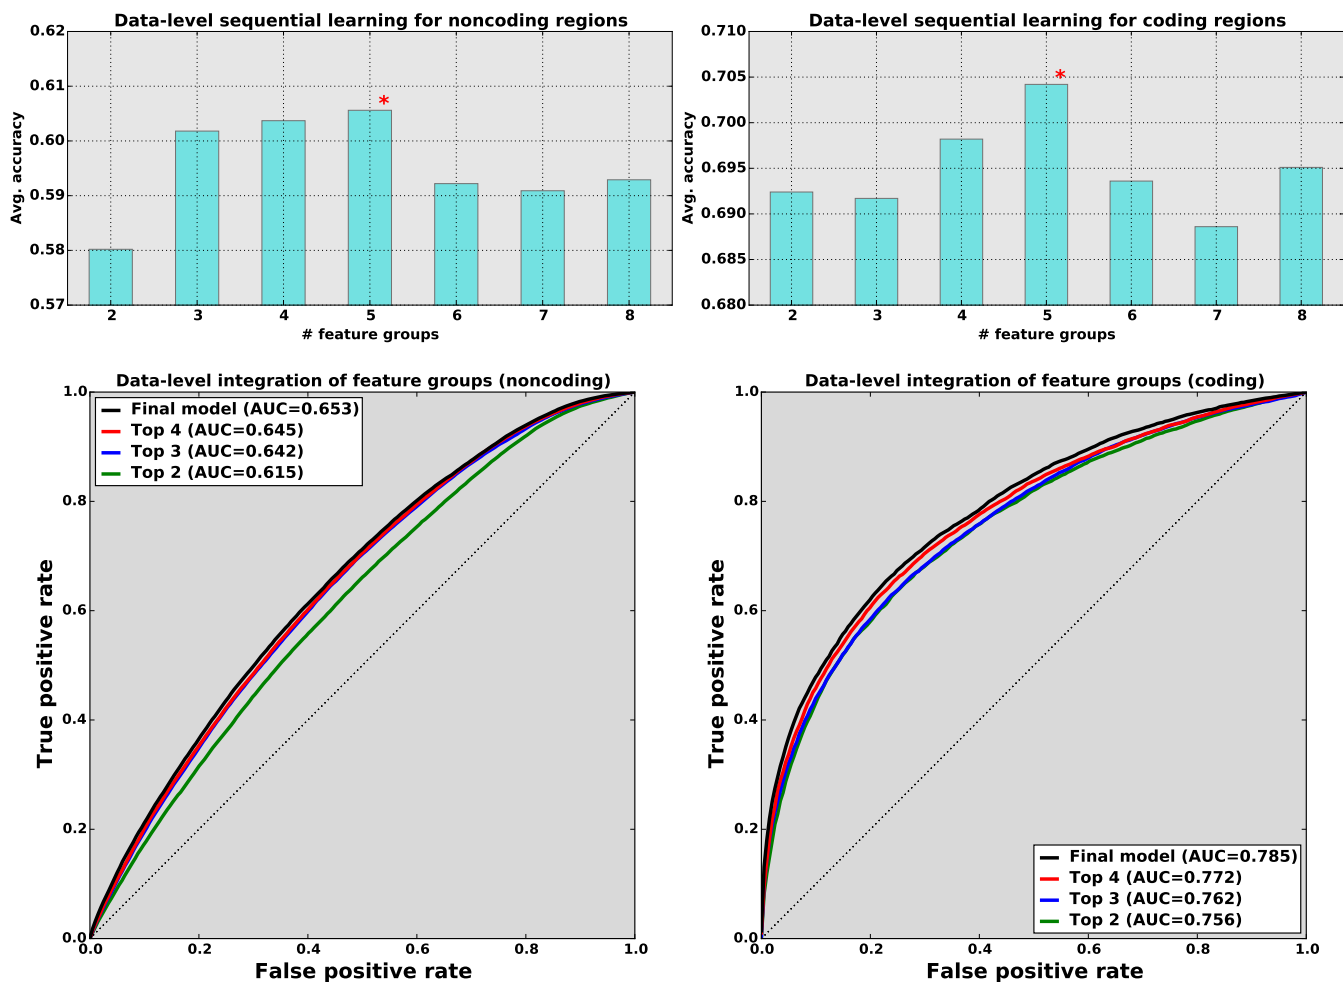 Data-level sequential learning for noncoding regions
0.62
0.61
0.60
0.59
0.58
0.57
Avg. accuracy
*
2 3 4 5 6 7 8
# feature groups
Data-level sequential learning for coding regions
0.710
0.705
0.700
0.695
0.690
0.685
0.680
Avg. accuracy
*
2 3 4 5 6 7 8
# feature groups
Data-level integration of feature groups (noncoding)
1.0
0.8
0.6
0.4
0.2
0.0
True positive rate
Final model (AUC=0.653)
Top 4 (AUC=0.645)
Top 3 (AUC=0.642)
Top 2 (AUC=0.615)
0.0 0.2 0.4 0.6 0.8 1.0
False positive rate
Data-level integration of feature groups (coding)
1.0
0.8
0.6
0.4
0.2
0.0
True positive rate
Final model (AUC=0.785)
Top 4 (AUC=0.772)
Top 3 (AUC=0.762)
Top 2 (AUC=0.756)
0.0 0.2 0.4 0.6 0.8 1.0
False positive rate